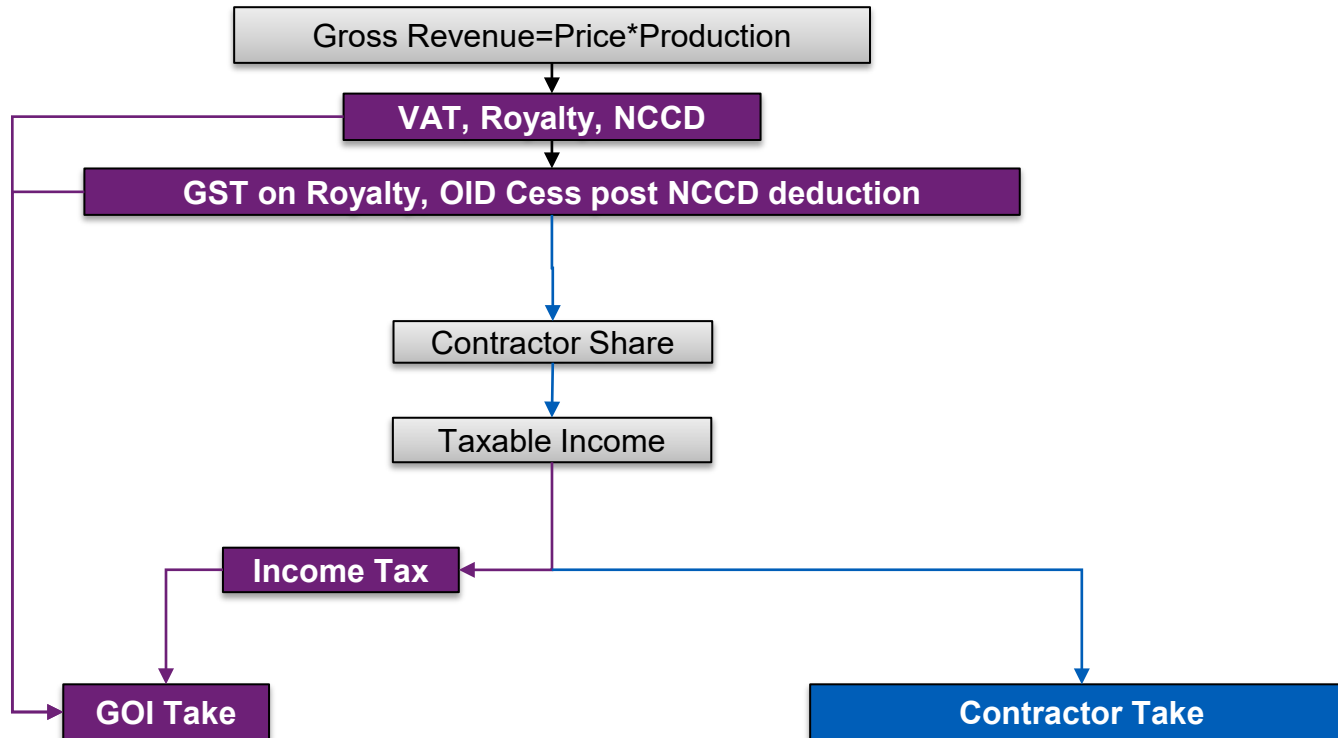 Gross Revenue=Price*Production
VAT, Royalty, NCCD
GST on Royalty, OID Cess post NCCD deduction
Contractor Share
Taxable Income
Income Tax
GOI Take
Contractor Take